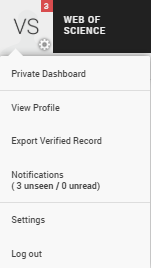 3
VS
WEB OF
SCIENCE
Private Dashboard
View Profile
Export Verified Record
Notifications
( 3 unseen / 0 unread)
Settings
Log out